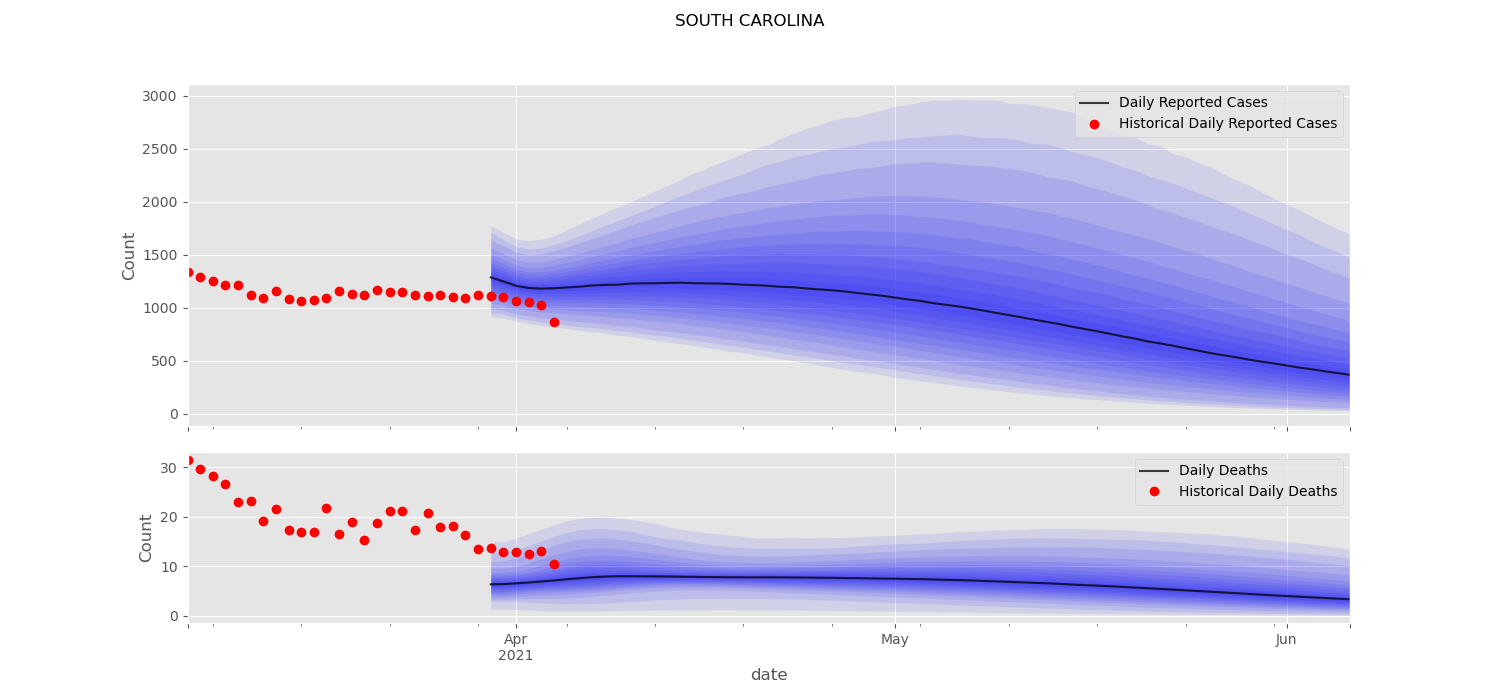 SOUTH CAROLINA
3000
2500
2000
1500
1000
500
0
Count
Daily Reported Cases
Historical Daily Reported Cases
30
20
10
0
Count
Daily Deaths
Historical Daily Deaths
Apr
2021
May
Jun
date